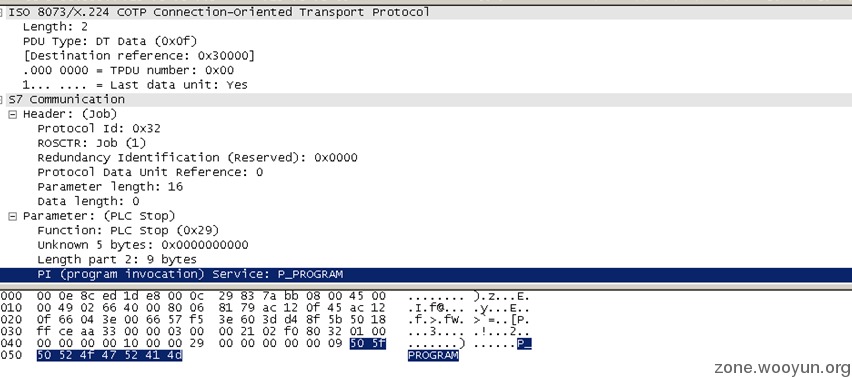 ISO 8073/X.224 COTP Connection-Oriented Transport Protocol
Length: 2
PDU Type: DT Data (0x0f)
[Destination reference: 0x30000]
.000 0000 = TPDU number: 0x00
1... .... = Last data unit: Yes
S7 Communication
Header: (Job)
Protocol Id: 0x32
ROSCTR: Job (1)
Redundancy Identification (Reserved): 0x0000
Protocol Data Unit Reference: 0
Parameter length: 16
Data length: 0
Parameter: (PLC Stop)
Function: PLC Stop (0x29)
Unknown 5 bytes: 0x0000000000
Length part 2: 9 bytes
PI (program invocation) Service: P_PROGRAM
000 00 0e 8c ed 1d e8 00 0c 29 83 7a bb 08 00 45 00 ........ ).z...E.
010 00 49 02 66 40 00 80 06 81 79 ac 12 0f 45 ac 12 .I.f@... .y...E..
020 0f 66 04 3e 00 66 57 f5 3e 60 3d d4 8f 5b 50 18 .f.>.fW. >`=..[P.
030 ff ce aa 33 00 00 03 00 00 21 02 f0 80 32 01 00 ...3.... .!...2..
040 00 00 00 00 10 00 00 29 00 00 00 00 00 09 50 5f .......) ......P_
050 50 52 4f 47 52 41 4d PROGRAM
zone.wooyun.org